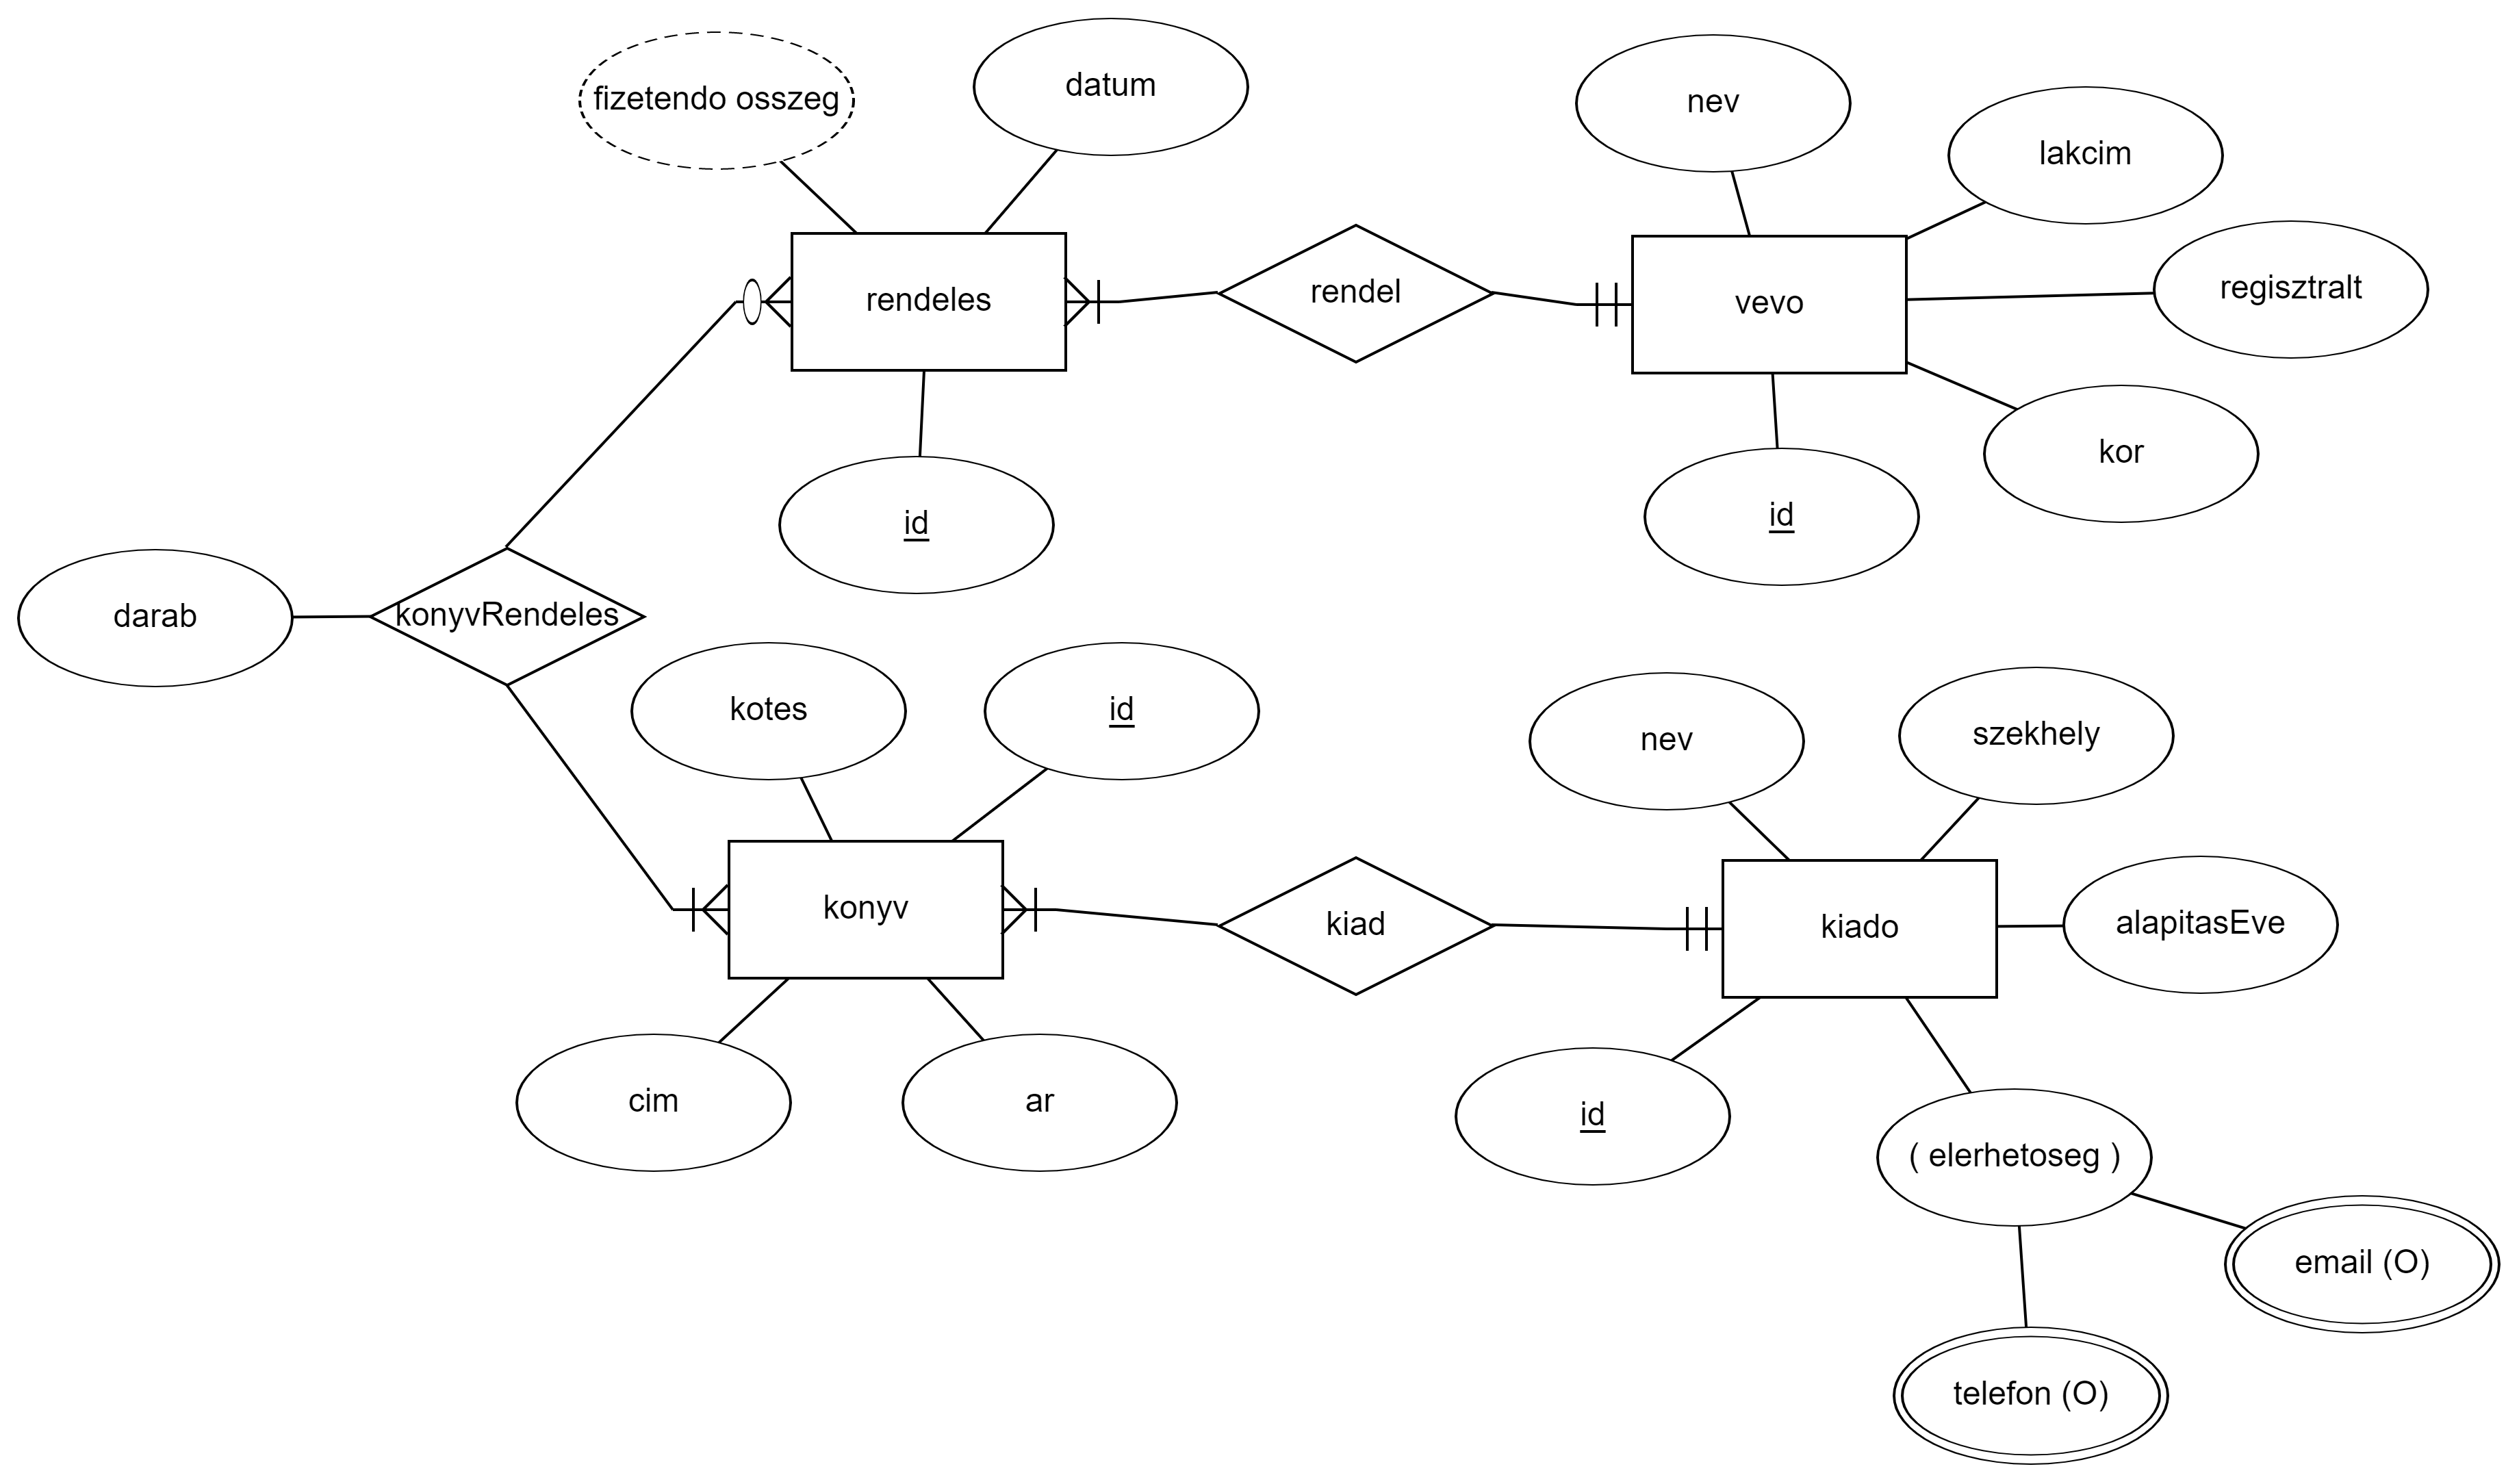 fizetendo osszeg
datum
nev
lakcim
regisztralt
rendeles
rendel
vevo
kor
id
id
darab
konyvRendeles
kotes
id
nev
szekhely
konyv
kiad
kiado
alapitasEve
cim
ar
id
( elerhetoseg )
email (O)
telefon (O)